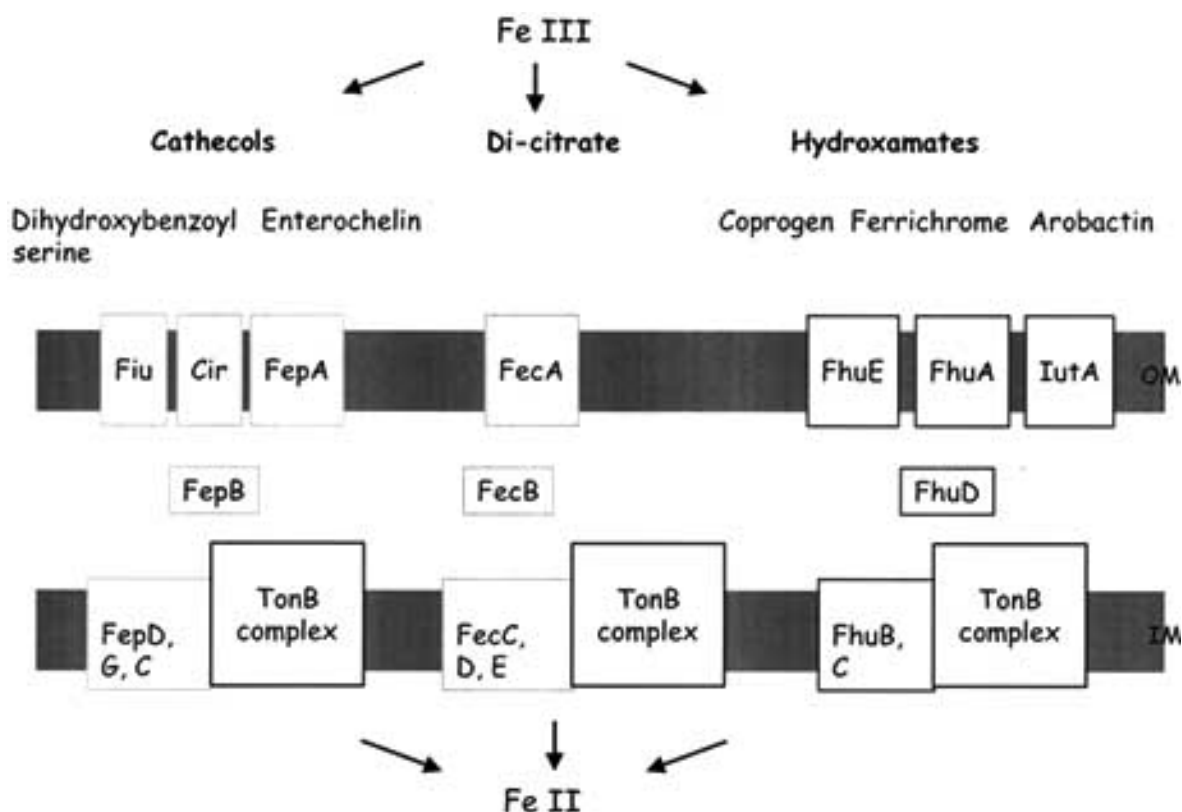 Fe III
Cathecols Di-citrate Hydroxamates
Dihydroxybenzoyl Enterochelin Coprogen Ferrichrome Arobactin
serine
Fiu Cir FepA FecA FhuE FhuA IutA OM
FepB FecB FhuD
TonB TonB TonB
FepD, complex FecC, complex FhuB, complex
G, C D, E C
IM
Fe II